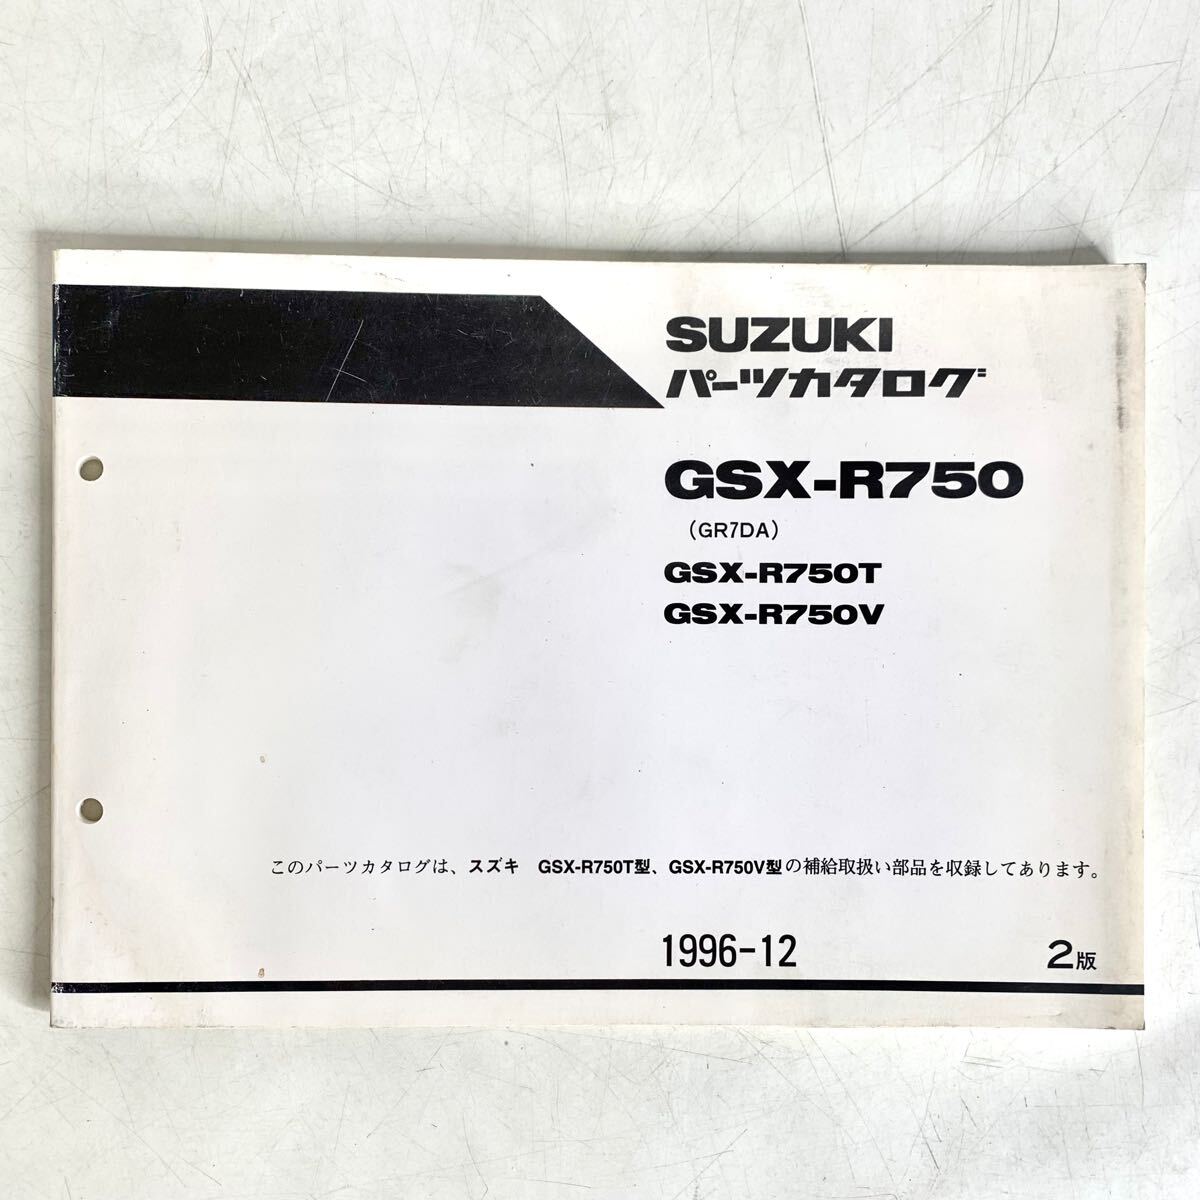 SUZUKI
パーツカタログ
GSX-R750
(GR7DA)
GSX-R750T
GSX-R750V
このパーツカタログは、スズキ　GSX-R750T型、GSX-R750V型の補給取扱い部品を収録してあります。
1996-12　2版